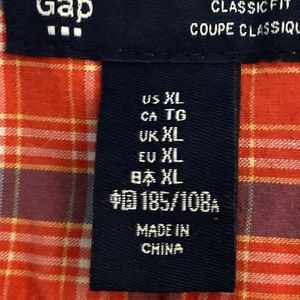 Gap
CLASSIC FIT
COUPE CLASSIQU
US XL
CA TG
UK XL
EU XL
日本 XL
中国 185/108A
MADE IN
CHINA